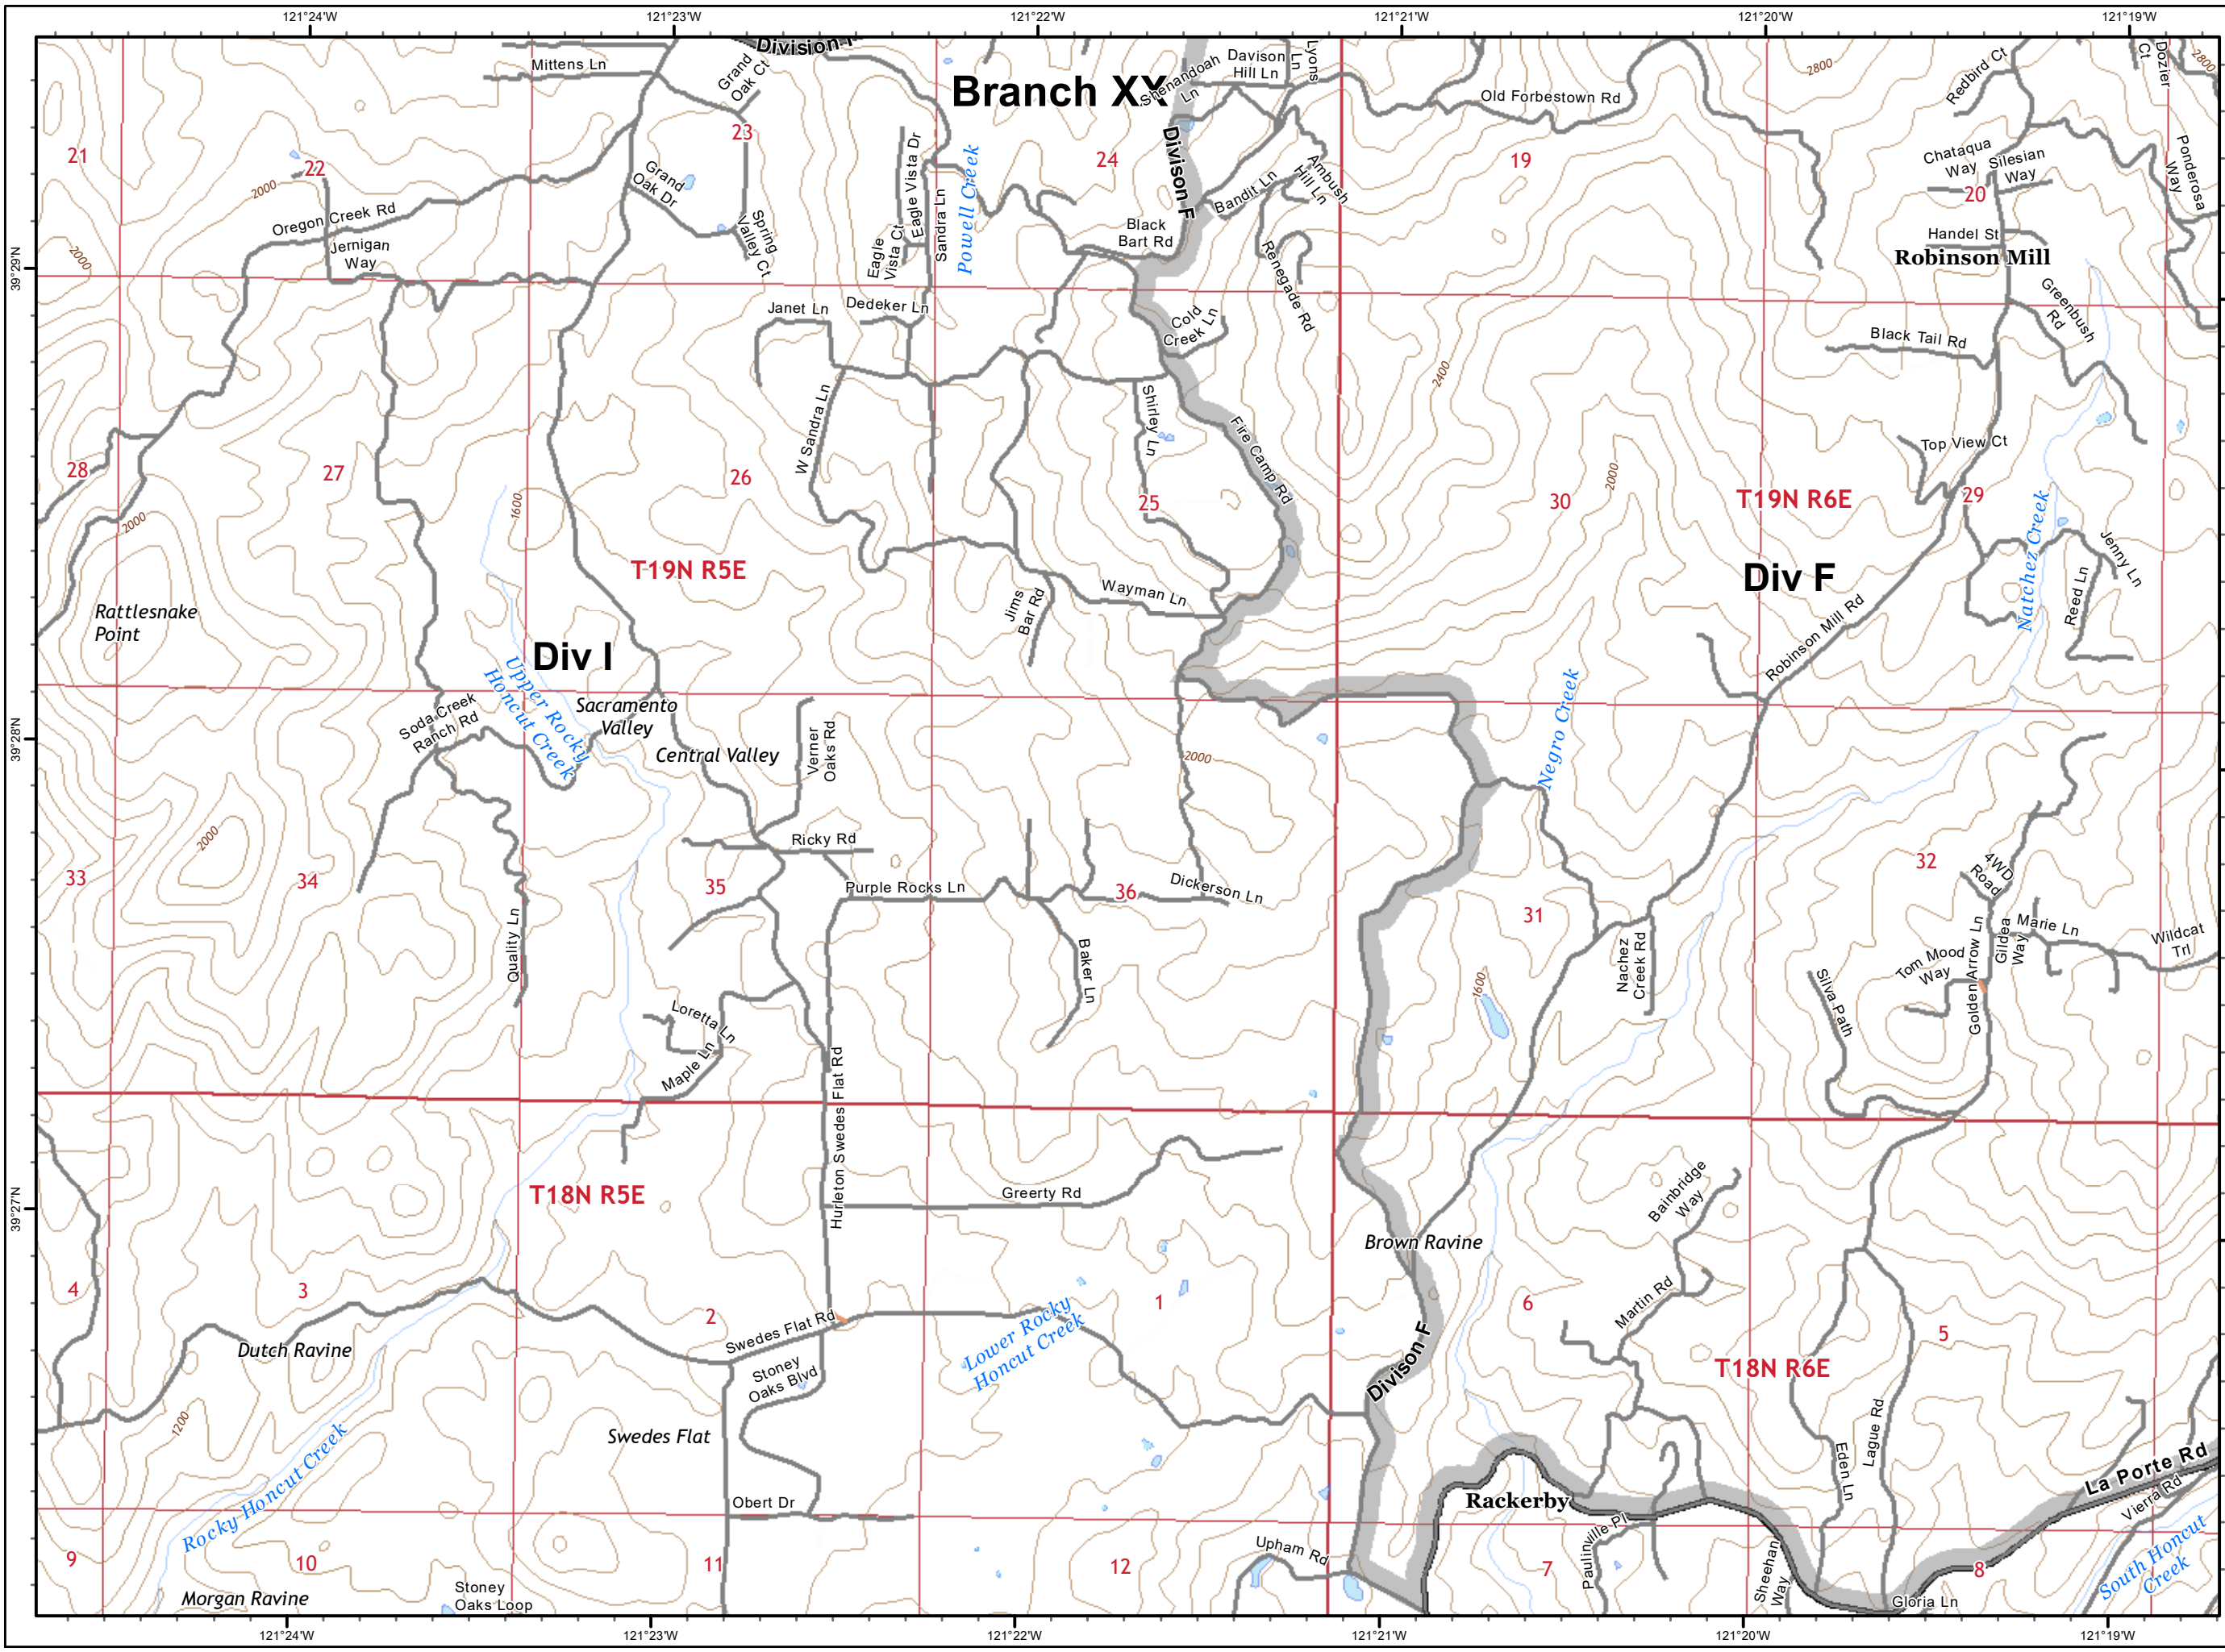 121°24'W
121°23'W
121°22'W
121°21'W
121°20'W
121°19'W
Mittens Ln
Grand
Oak Ct
Branch XX
Shenandoah
Ln
Davison
Hill Ln
Ln
Lyons
Old Forbestown Rd
2800
Redbird Ct
Ct
Dozier
2800
21
22
23
24
19
20
2000
Oregon Creek Rd
Jernigan
Way
Grand
Oak Dr
Spring
Valley Ct
Eagle Vista Dr
Eagle
Vista Ct
Sandra Ln
Powell Creek
Divison F
Black
Bart Rd
Bandit Ln
Ambush
Hill Ln
Renegade Rd
Chataqua
Way
Silesian
Way
Handel St
Robinson Mill
Ponderosa
Way
39°29'N
2000
Janet Ln
Dedeker Ln
Cold
Creek Ln
Greenbush
Rd
Black Tail Rd
2400
W Sandra Ln
Shirley Ln
Fire Camp Rd
Top View Ct
28
27
26
25
30
29
2000
1600
2000
T19N R5E
T19N R6E
Div F
Natchez Creek
Jenny Ln
Reed Ln
Rattlesnake
Point
Jims
Bar Rd
Wayman Ln
Robinson Mill Rd
Div I
Upper Rocky
Honcut Creek
Sacramento
Valley
Soda Creek
Ranch Rd
Central Valley
Verner
Oaks Rd
39°28'N
2000
Negro Creek
2000
Ricky Rd
Purple Rocks Ln
Dickerson Ln
33
34
35
36
31
32
4WD
Road
Quality Ln
Baker Ln
Nachez
Creek Rd
Silva Path
Tom Mood
Way
Golden Arrow Ln
Gildea
Way
Marie Ln
Wildcat
Trl
1600
Loretta Ln
Maple Ln
Hurleton Swedes Flat Rd
T18N R5E
Greerty Rd
Bainbridge
Way
39°27'N
Brown Ravine
4
3
2
1
6
5
Martin Rd
Swedes Flat Rd
Lower Rocky
Honcut Creek
Dutch Ravine
Stoney
Oaks Blvd
Divison F
T18N R6E
1200
Swedes Flat
Lague Rd
Eden Ln
La Porte Rd
Rocky Honcut Creek
Obert Dr
Rackerby
Vierra Rd
Upham Rd
Paulinville Pl
Sheehan
Way
South Honcut
Creek
9
10
11
12
7
8
Morgan Ravine
Stoney
Oaks Loop
Gloria Ln
121°24'W
121°23'W
121°22'W
121°21'W
121°20'W
121°19'W